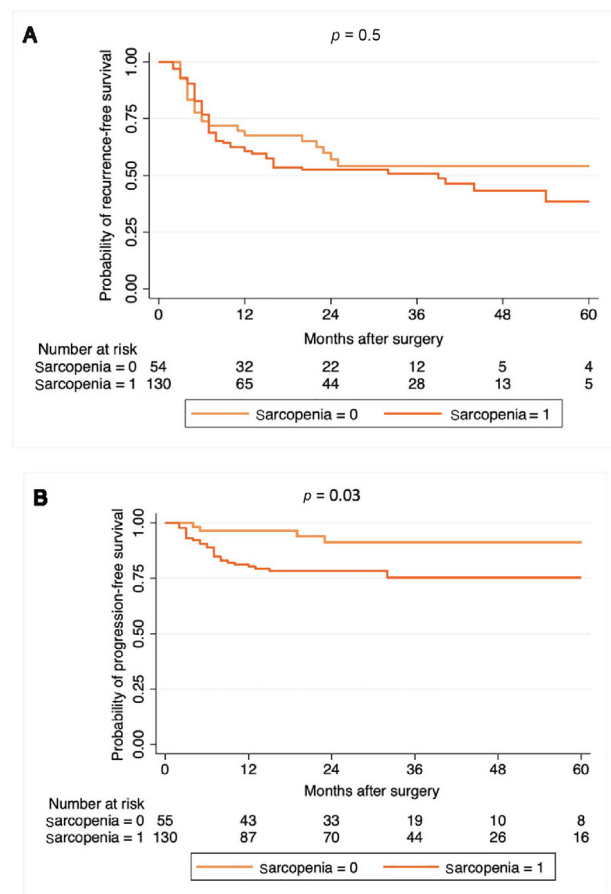 A
p = 0.5
Probability of recurrence-free survival
1.00
0.75
0.50
0.25
0.00
0 12 24 36 48 60
Months after surgery
Number at risk
Sarcopenia = 0 54 32 22 12 5 4
Sarcopenia = 1 130 65 44 28 13 5
Sarcopenia = 0 Sarcopenia = 1
B
p = 0.03
Probability of progression-free survival
1.00
0.75
0.50
0.25
0.00
0 12 24 36 48 60
Months after surgery
Number at risk
Sarcopenia = 0 55 43 33 19 10 8
Sarcopenia = 1 130 87 70 44 26 16
Sarcopenia = 0 Sarcopenia = 1